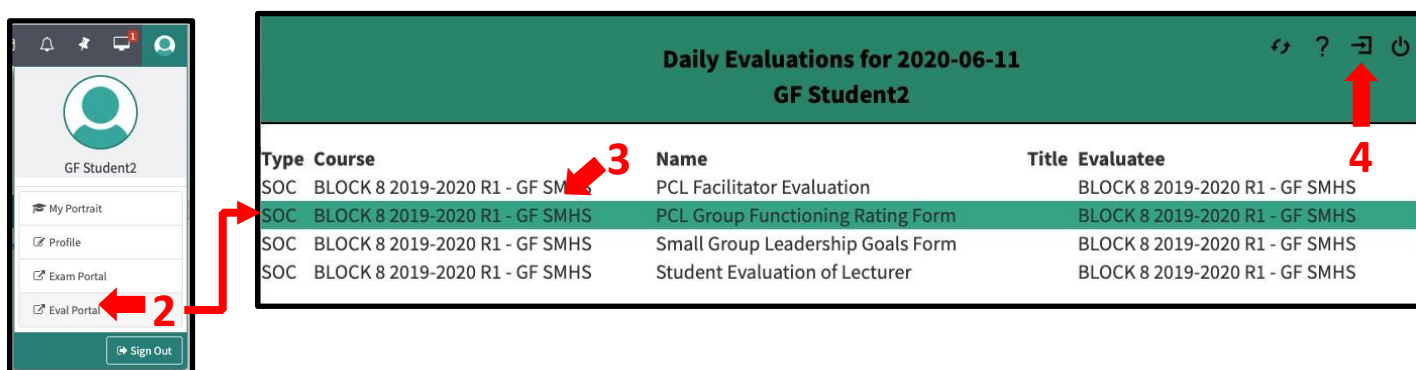 1
GF Student2
My Portrait
Profile
Exam Portal
Eval Portal
2
Sign Out
Daily Evaluations for 2020-06-11
GF Student2
?
4
3
Type Course Name Title Evaluatee
SOC BLOCK 8 2019-2020 R1 - GF SMHS PCL Facilitator Evaluation BLOCK 8 2019-2020 R1 - GF SMHS
SOC BLOCK 8 2019-2020 R1 - GF SMHS PCL Group Functioning Rating Form BLOCK 8 2019-2020 R1 - GF SMHS
SOC BLOCK 8 2019-2020 R1 - GF SMHS Small Group Leadership Goals Form BLOCK 8 2019-2020 R1 - GF SMHS
SOC BLOCK 8 2019-2020 R1 - GF SMHS Student Evaluation of Lecturer BLOCK 8 2019-2020 R1 - GF SMHS